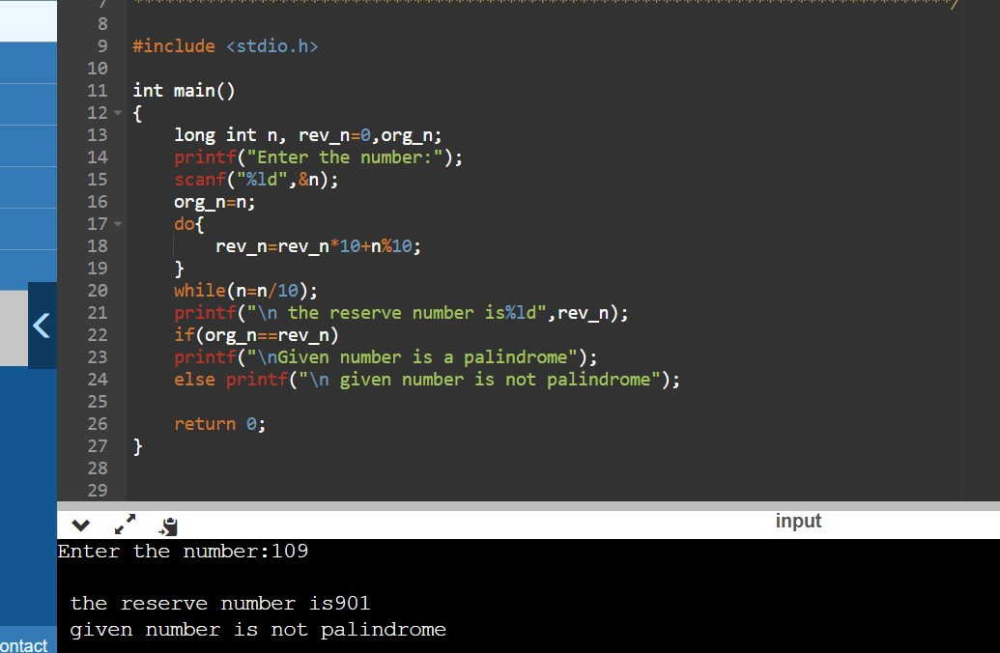 7 ******************************************************************************/
8
9 #include <stdio.h>
10
11 int main()
12 {
13 long int n, rev_n=0,org_n;
14 printf("Enter the number:");
15 scanf("%ld",&n);
16 org_n=n;
17 do{
18 rev_n=rev_n*10+n%10;
19 }
20 while(n=n/10);
21 printf("\n the reserve number is%ld",rev_n);
22 if(org_n==rev_n)
23 printf("\nGiven number is a palindrome");
24 else printf("\n given number is not palindrome");
25
26 return 0;
27 }
28
29
input
Enter the number:109
the reserve number is901
given number is not palindrome
ontact